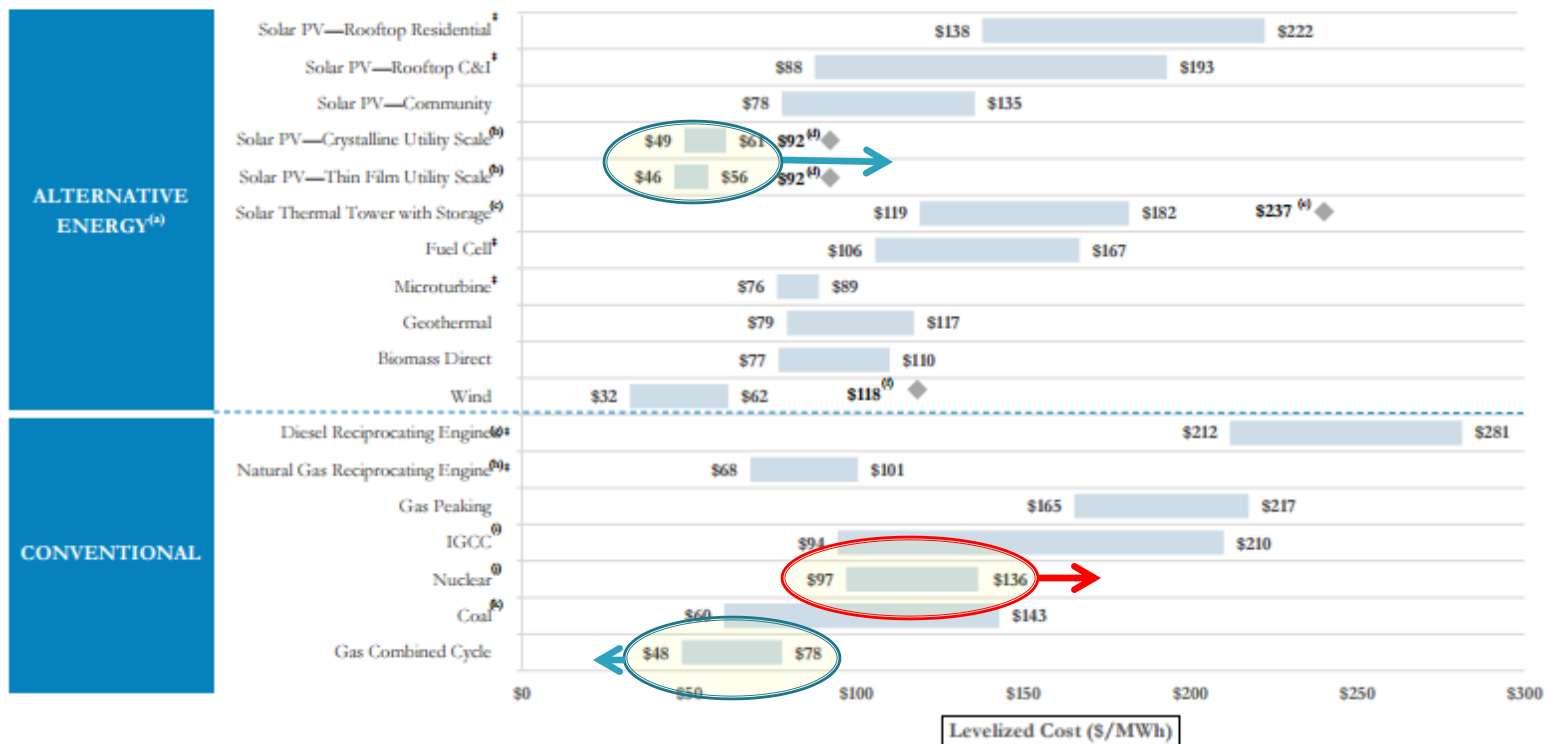 ALTERNATIVE
ENERGY(a)
Solar PV—Rooftop Residential‡ $138 $222
Solar PV—Rooftop C&I‡ $88 $193
Solar PV—Community $78 $135
Solar PV—Crystalline Utility Scale(b) $49 $61 $92(d)
Solar PV—Thin Film Utility Scale(b) $46 $56 $92(d)
Solar Thermal Tower with Storage(c) $119 $182 $237 (e)
Fuel Cell‡ $106 $167
Microturbine‡ $76 $89
Geothermal $79 $117
Biomass Direct $77 $110
Wind $32 $62 $118(f)
CONVENTIONAL
Diesel Reciprocating Engine(g)‡ $212 $281
Natural Gas Reciprocating Engine(h)‡ $68 $101
Gas Peaking $165 $217
IGCC(i) $94 $210
Nuclear(j) $97 $136
Coal(k) $60 $143
Gas Combined Cycle $48 $78
$0 $50 $100 $150 $200 $250 $300
Levelized Cost ($/MWh)